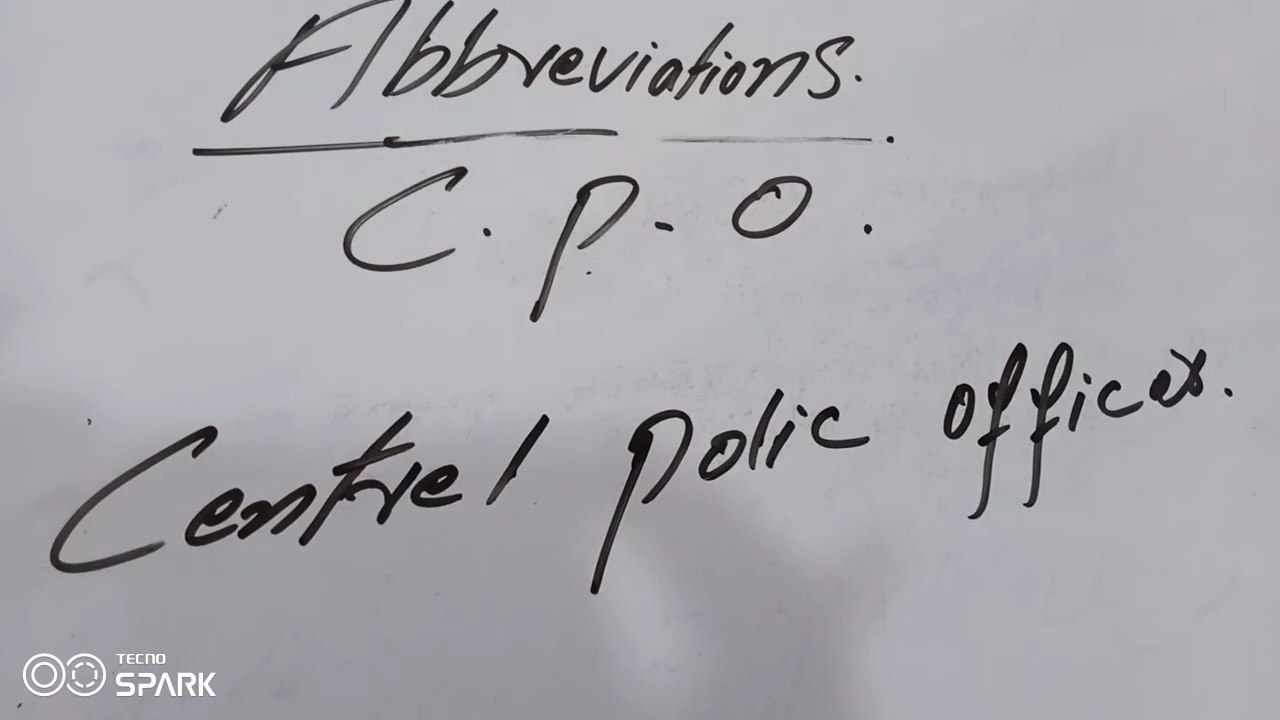 Abbreviations.
C.P.O.
Centrel polic officer.
TECNO
SPARK